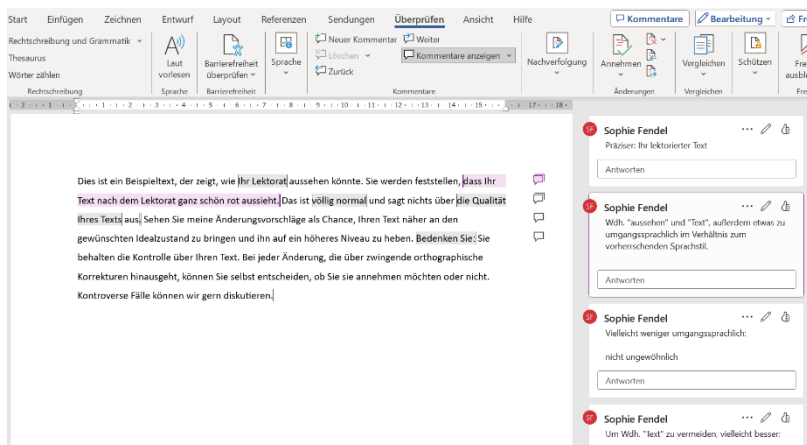 Start Einfügen Zeichnen Entwurf Layout Referenzen Sendungen Überprüfen Ansicht Hilfe Kommentare Bearbeitung
Rechtschreibung und Grammatik
Thesaurus
Wörter zählen
Rechtschreibung
Laut
vorlesen
Sprache
Barrierefreiheit
überprüfen
Barrierefreiheit
Sprache
Neuer Kommentar Weiter
Löschen Kommentare anzeigen
Zurück
Kommentare
Nachverfolgung
Annehmen
Änderungen
Vergleichen
Vergleichen
Schützen
Dies ist ein Beispieltext, der zeigt, wie Ihr Lektorat aussehen könnte. Sie werden feststellen, dass Ihr
Text nach dem Lektorat ganz schön rot aussieht. Das ist völlig normal und sagt nichts über die Qualität
Ihres Texts aus. Sehen Sie meine Änderungsvorschläge als Chance, Ihren Text näher an den
gewünschten Idealzustand zu bringen und ihn auf ein höheres Niveau zu heben. Bedenken Sie: Sie
behalten die Kontrolle über Ihren Text. Bei jeder Änderung, die über zwingende orthographische
Korrekturen hinausgeht, können Sie selbst entscheiden, ob Sie sie annehmen möchten oder nicht.
Kontroverse Fälle können wir gern diskutieren.
SF Sophie Fendel
Präziser: Ihr lektorierter Text
Antworten
SF Sophie Fendel
Wdh. "aussehen" und "Text", außerdem etwas zu
umgangssprachlich im Verhältnis zum
vorherrschenden Sprachstil.
Antworten
SF Sophie Fendel
Vielleicht weniger umgangssprachlich:
nicht ungewöhnlich
Antworten
SF Sophie Fendel
Um Wdh. "Text" zu vermeiden, vielleicht besser: